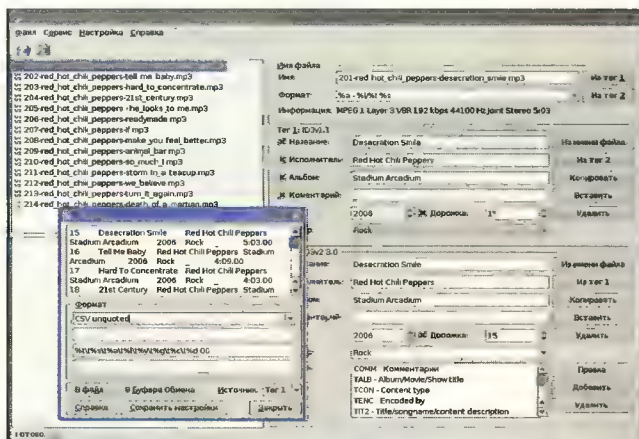 Файл Сервис Настройка Справка
202-red_hot_chili_peppers-tell_me_baby.mp3
203-red_hot_chili_peppers-hard_to_concentrate.mp3
204-red_hot_chili_peppers-21st_century.mp3
205-red_hot_chili_peppers-she_looks_to_me.mp3
206-red_hot_chili_peppers-readymade.mp3
207-red_hot_chili_peppers-if.mp3
208-red_hot_chili_peppers-make_you_feel_better.mp3
209-red_hot_chili_peppers-animal_bar.mp3
210-red_hot_chili_peppers-so_much_i.mp3
211-red_hot_chili_peppers-storm_in_a_teacup.mp3
212-red_hot_chili_peppers-we_believe.mp3
213-red_hot_chili_peppers-turn_it_again.mp3
214-red_hot_chili_peppers-death_of_a_martian.mp3
Имя файла
Имя: 201-red_hot_chili_peppers-desecration_smile.mp3 Из тег 1
Формат: Из тег 2
Информация: MPEG 1 Layer 3 VBR 192 kbps 44100 Hz Joint Stereo 5:03
Тег 1: ID3v1.1
Название: Desecration Smile Из имени файла
Исполнитель: Red Hot Chili Peppers Из тег 2
Альбом: Stadium Arcadium Копировать
Коментарий: Вставить
2006 Дорожка: Удалить
Rock
Desecration Smile Из имени файла
Red Hot Chili Peppers Из тег 1
Stadium Arcadium Копировать
Вставить
2006 Дорожка: 15 Удалить
Rock
COMM Комментарии Правка
TALB - Album/Movie/Show title
TCON - Content type Добавить
TENC Encoded by
TIT2 - Title/songname/content description Удалить
15 Desecration Smile Red Hot Chili Peppers
Stadium Arcadium 2006 Rock 5:03.00
16 Tell Me Baby Red Hot Chili Peppers Stadium
Arcadium 2006 Rock 4:09.00
17 Hard To Concentrate Red Hot Chili Peppers
Stadium Arcadium 2006 Rock 4:03.00
18 21st Century Red Hot Chili Peppers Stadium
Формат
CSV unquoted
В файл В Буфера Обмена Источник: Тег 1
Справка Сохранить настройки Закрыть
Готово.